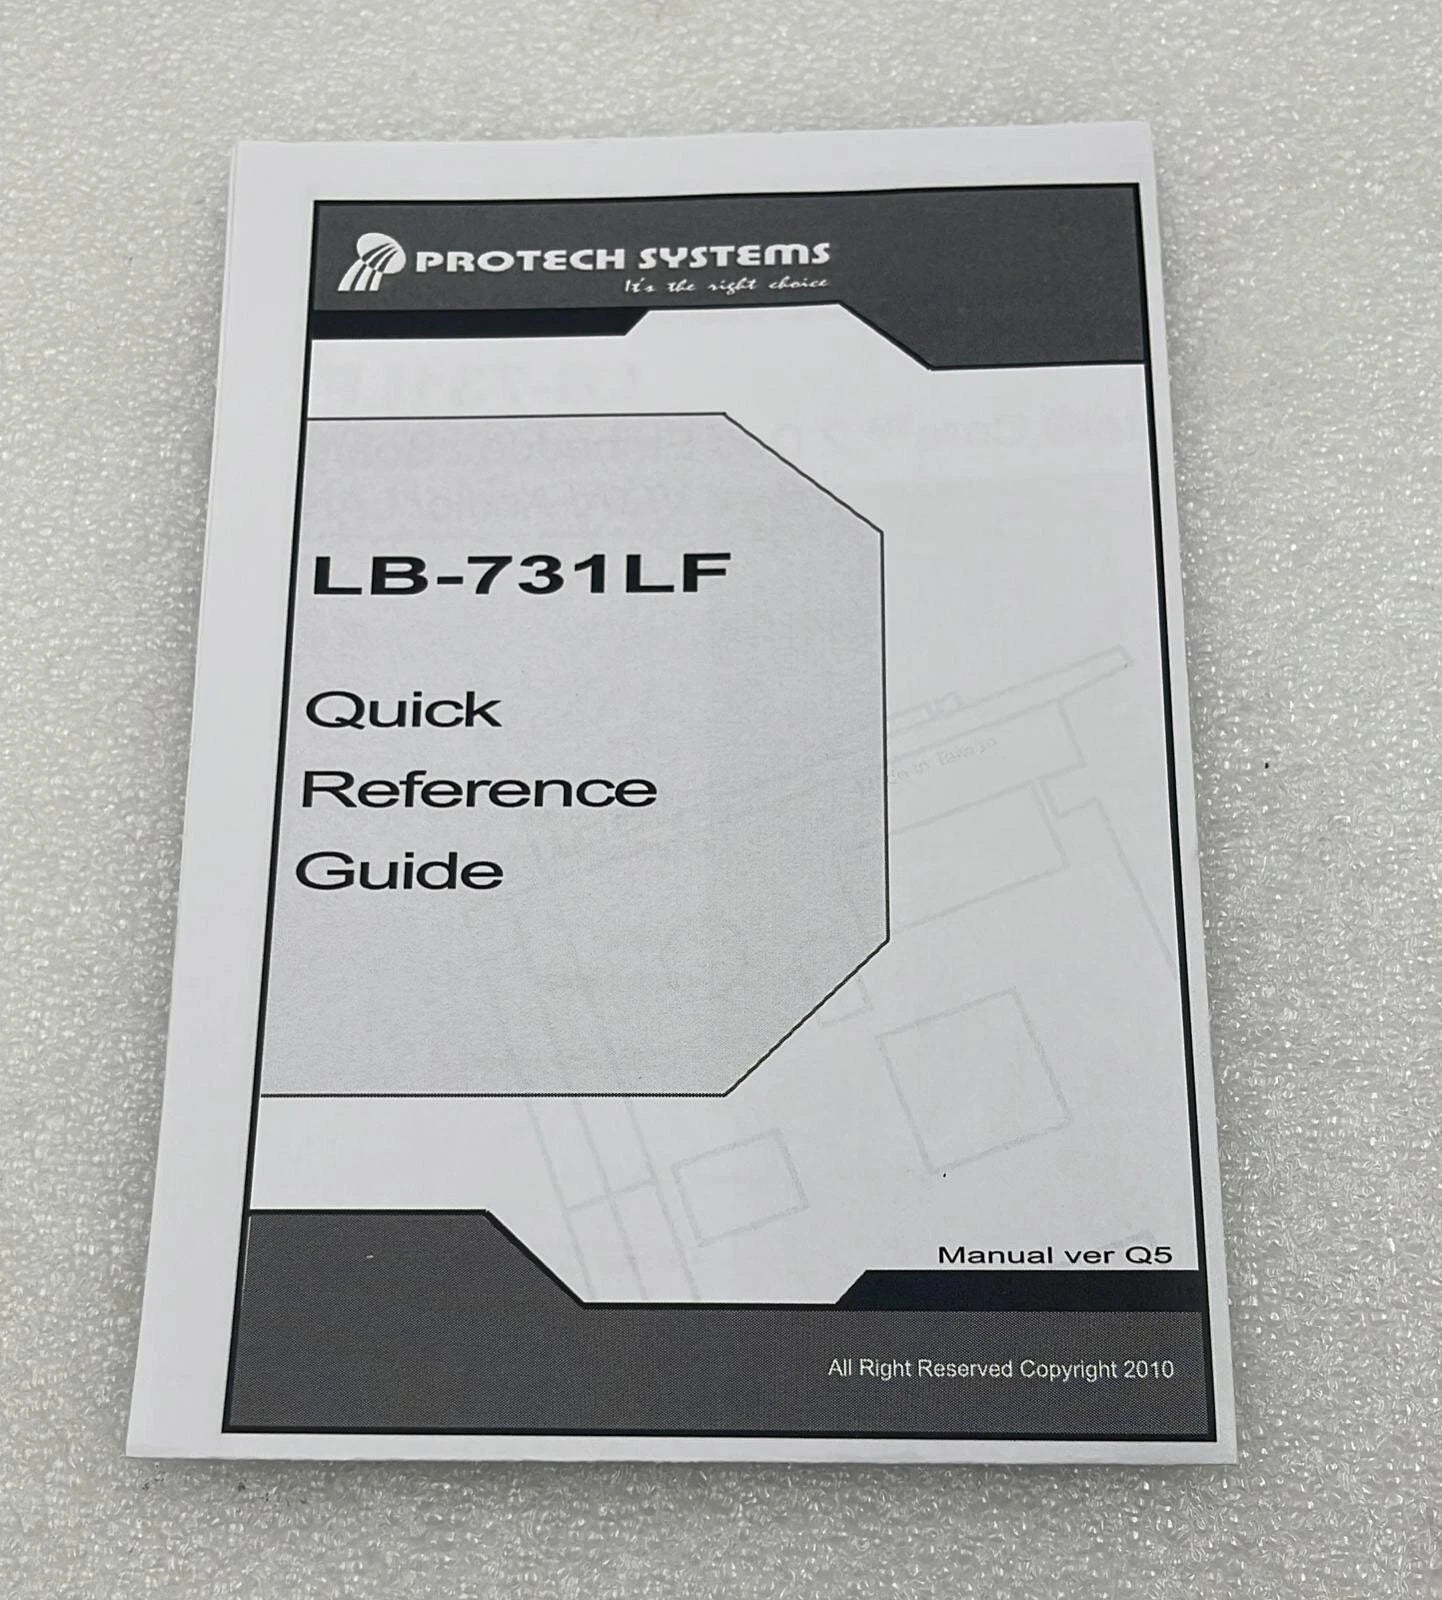 PROTECH SYSTEMS
It's the right choice
LB-731LF
Quick
Reference
Guide
Manual ver Q5
All Right Reserved Copyright 2010